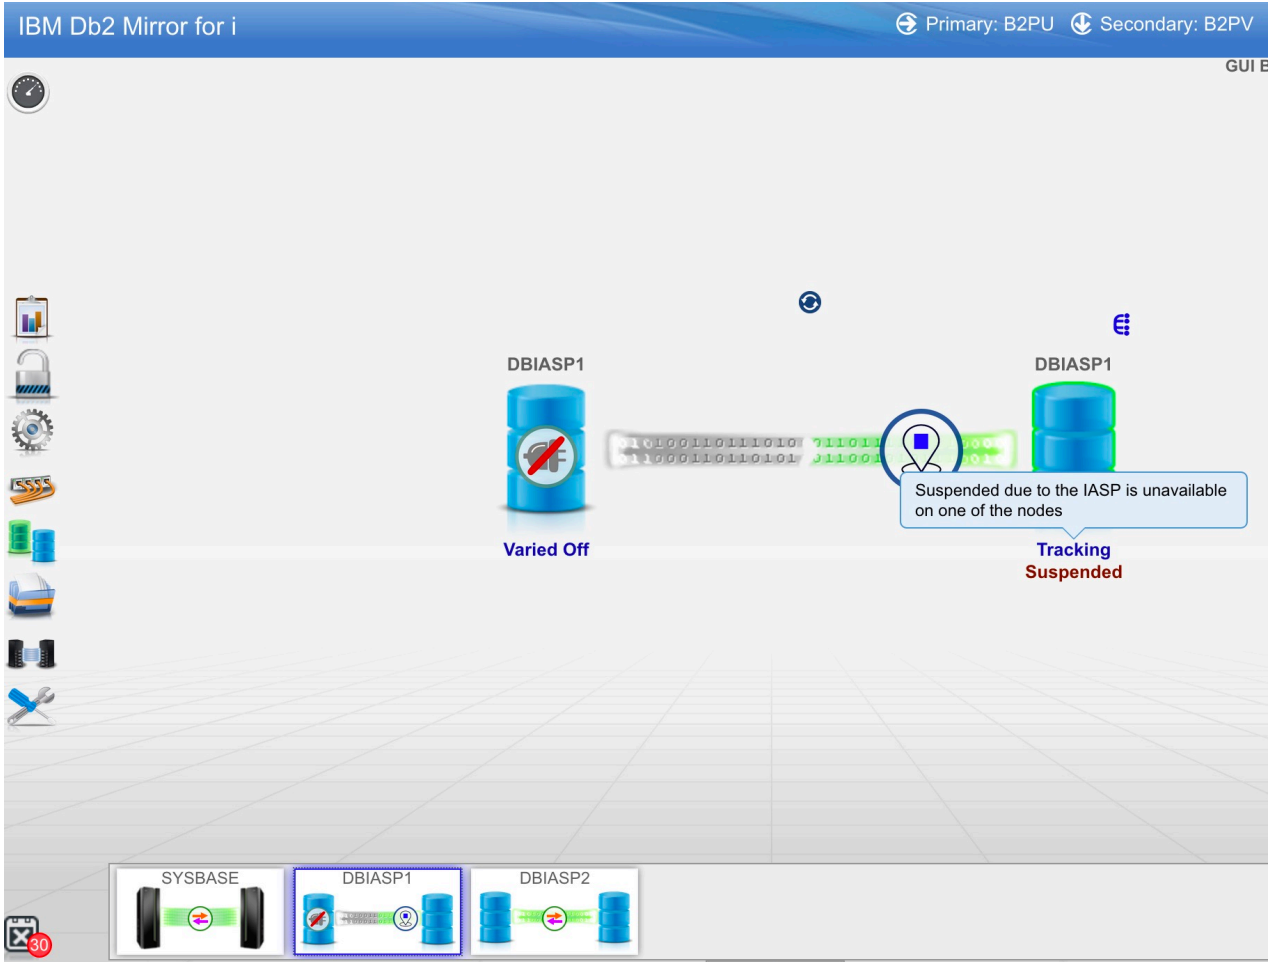 IBM Db2 Mirror for i
Primary: B2PU
Secondary: B2PV
GUI B
DBIASP1
DBIASP1
Suspended due to the IASP is unavailable
on one of the nodes
Varied Off
Tracking
Suspended
SYSBASE
DBIASP1
DBIASP2
30